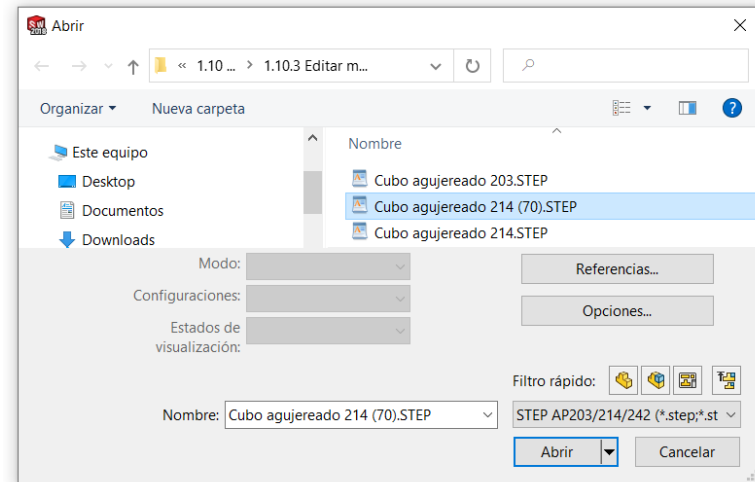 SW 2018 Abrir
« 1.10 ... > 1.10.3 Editar m...
Organizar Nueva carpeta ?
Este equipo
Desktop
Documentos
Downloads
Nombre
Cubo agujereado 203.STEP
Cubo agujereado 214 (70).STEP
Cubo agujereado 214.STEP
Modo:
Configuraciones:
Estados de
visualización:
Referencias...
Opciones...
Filtro rápido:
Nombre: Cubo agujereado 214 (70).STEP STEP AP203/214/242 (*.step;*.st
Abrir Cancelar